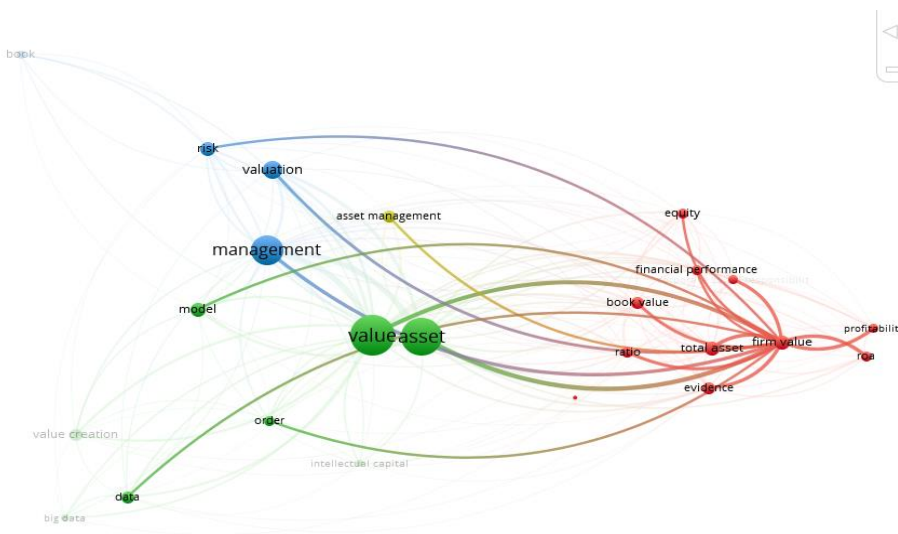 book
risk
valuation
asset management
equity
management
financial performance
book value
model
profitabilit
value
asset
firm value
total asset
ratio
roa
evidence
order
value creation
intellectual capital
data
big data